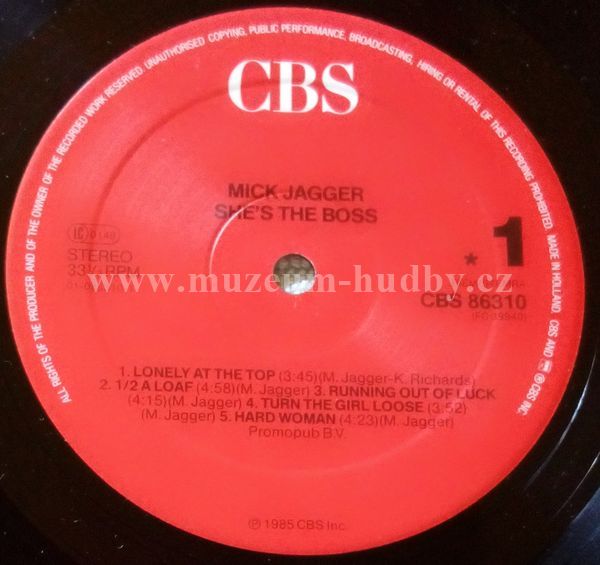 ALL RIGHTS OF THE PRODUCER AND OF THE OWNER OF THE RECORDED WORK RESERVED. UNAUTHORISED COPYING, PUBLIC PERFORMANCE, BROADCASTING, HIRING OR RENTAL OF THIS RECORDING PROHIBITED. MADE IN HOLLAND. CBS AND ® © CBS INC.
CBS
MICK JAGGER
SHE'S THE BOSS
STEREO
33⅓ RPM
* 1
www.muzeum-hudby.cz
CBS 86310
(FC 39940)
1. LONELY AT THE TOP (3:45)(M. Jagger-K. Richards)
2. 1/2 A LOAF (4:58)(M. Jagger) 3. RUNNING OUT OF LUCK
(4:15)(M. Jagger) 4. TURN THE GIRL LOOSE (3:52)
(M. Jagger) 5. HARD WOMAN (4:23)(M. Jagger)
Promopub B.V.
℗ 1985 CBS Inc.